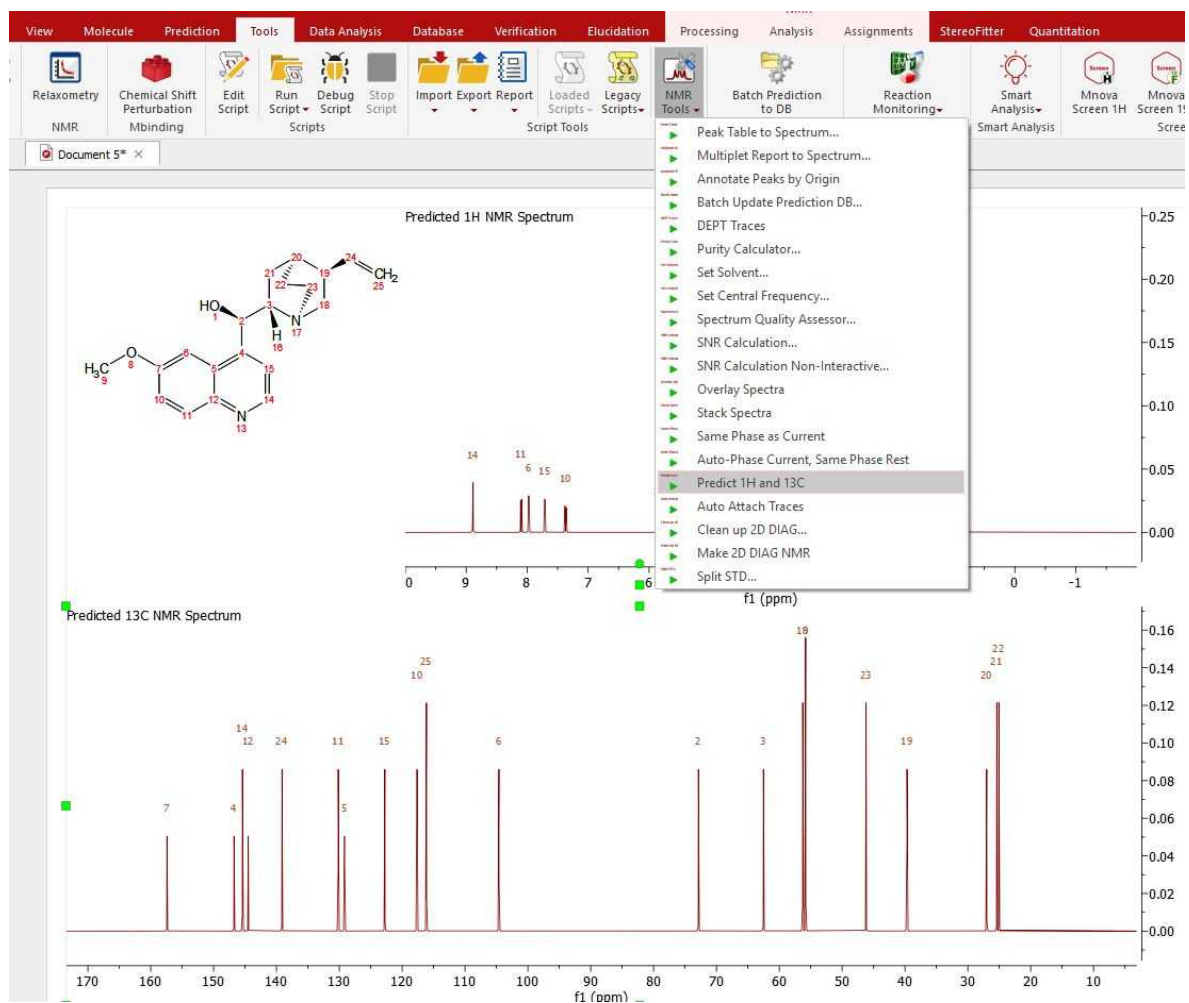 View Molecule Prediction Tools Data Analysis Database Verification Elucidation Processing Analysis Assignments StereoFitter Quantitation
Relaxometry
Chemical Shift
Perturbation
Edit
Script
Run
Script
Debug
Script
Stop
Script
Import Export Report
Loaded
Scripts
Legacy
Scripts
NMR
Tools
Batch Prediction
to DB
Reaction
Monitoring
Smart
Analysis
Screen
H
Mnova
Screen 1H
Screen
F
Mnova
Screen 19
NMR Mbinding Scripts Script Tools Smart Analysis Scree
Document 5*
Peak Table to Spectrum...
Multiplet Report to Spectrum...
Annotate Peaks by Origin
Batch Update Prediction DB...
DEPT Traces
Purity Calculator...
Set Solvent...
Set Central Frequency...
Spectrum Quality Assessor...
SNR Calculation...
SNR Calculation Non-Interactive...
Overlay Spectra
Stack Spectra
Same Phase as Current
Auto-Phase Current, Same Phase Rest
Predict 1H and 13C
Auto Attach Traces
Clean up 2D DIAG...
Make 2D DIAG NMR
Split STD...
Predicted 1H NMR Spectrum
20 24
21 19 CH2
22 23 25
3 18
HO
1 2 N
17
H
16
O 4
8 6 15
H3C 7 5
9
10 12 14
11 N
13
14 11 6 15 10
0.25
0.20
0.15
0.10
0.05
0.00
0 9 8 7 6 0 -1
f1 (ppm)
Predicted 13C NMR Spectrum
7 4 14 12 24 11 5 15 10 25 6 2 3 23 19 20 21 22
0.16
0.14
0.12
0.10
0.08
0.06
0.04
0.02
0.00
170 160 150 140 130 120 110 100 90 80 70 60 50 40 30 20 10
f1 (ppm)